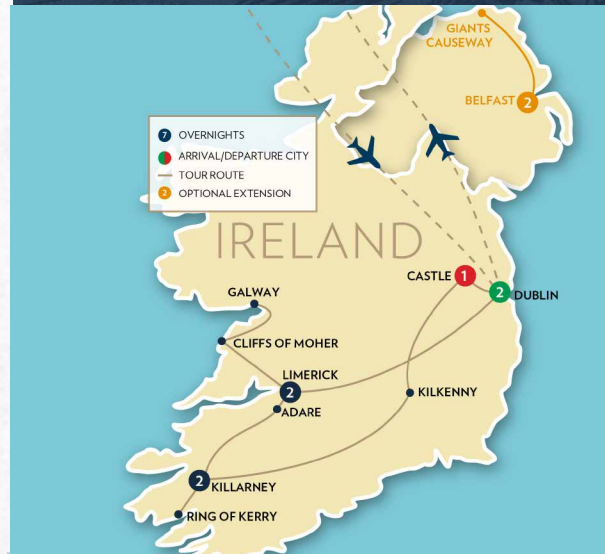 GIANTS
CAUSEWAY
BELFAST 2
7 OVERNIGHTS
ARRIVAL/DEPARTURE CITY
TOUR ROUTE
2 OPTIONAL EXTENSION
IRELAND
CASTLE 1
2 DUBLIN
GALWAY
CLIFFS OF MOHER
LIMERICK
2
ADARE
KILKENNY
2 KILLARNEY
RING OF KERRY